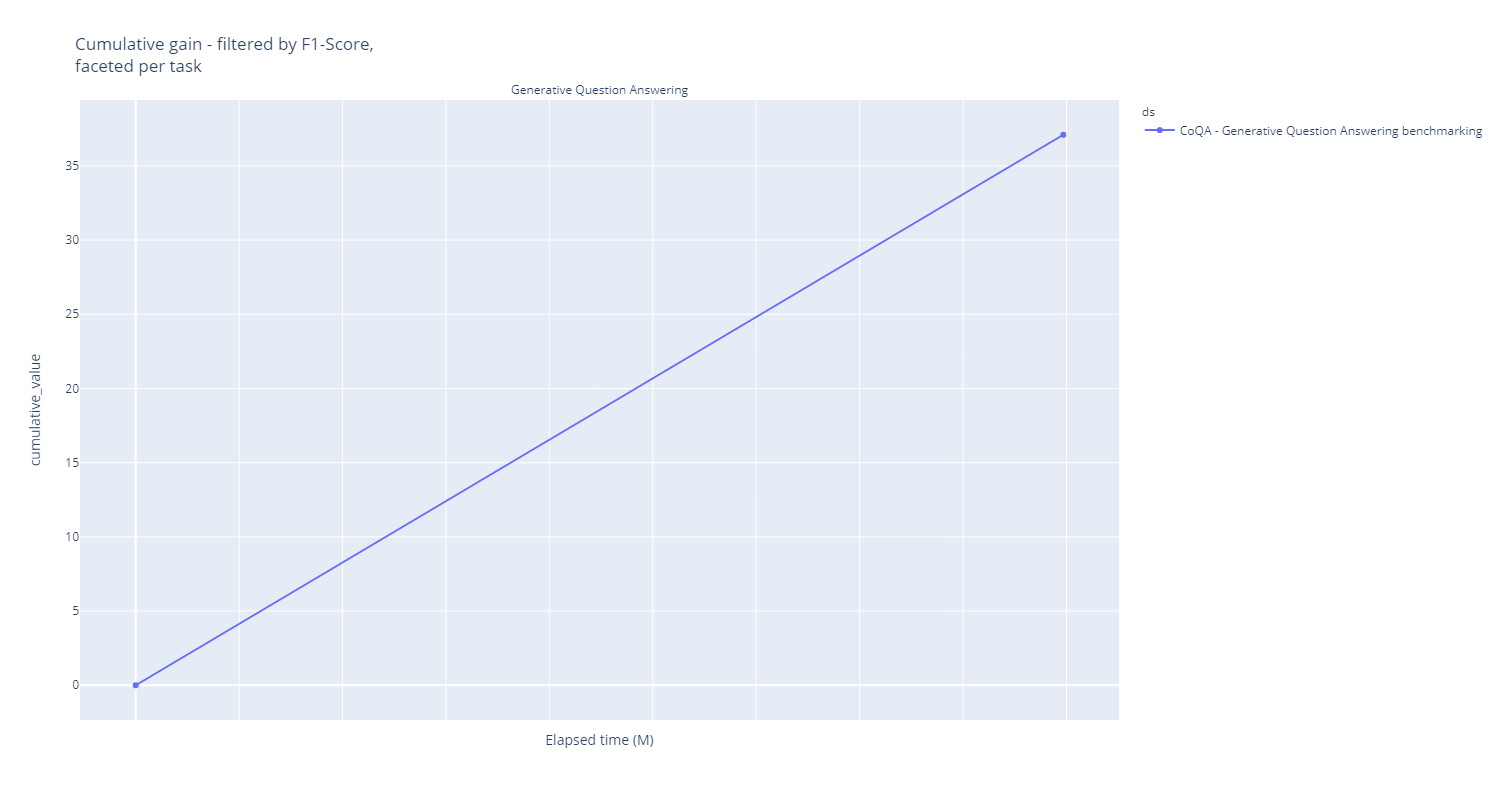 Cumulative gain - filtered by F1-Score,
faceted per task
Generative Question Answering
ds
CoQA - Generative Question Answering benchmarking
35
30
25
20
15
10
5
0
cumulative_value
Elapsed time (M)